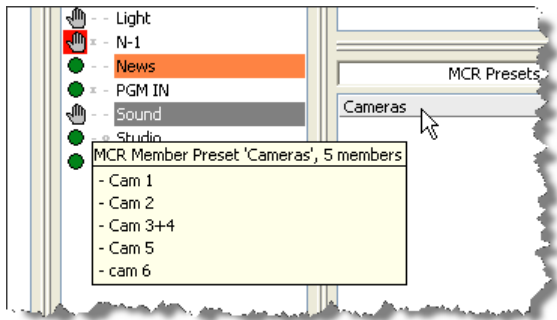 Light
N-1
News
PGM IN
Sound
Studio
MCR Presets
Cameras
MCR Member Preset 'Cameras', 5 members
- Cam 1
- Cam 2
- Cam 3+4
- Cam 5
- cam 6